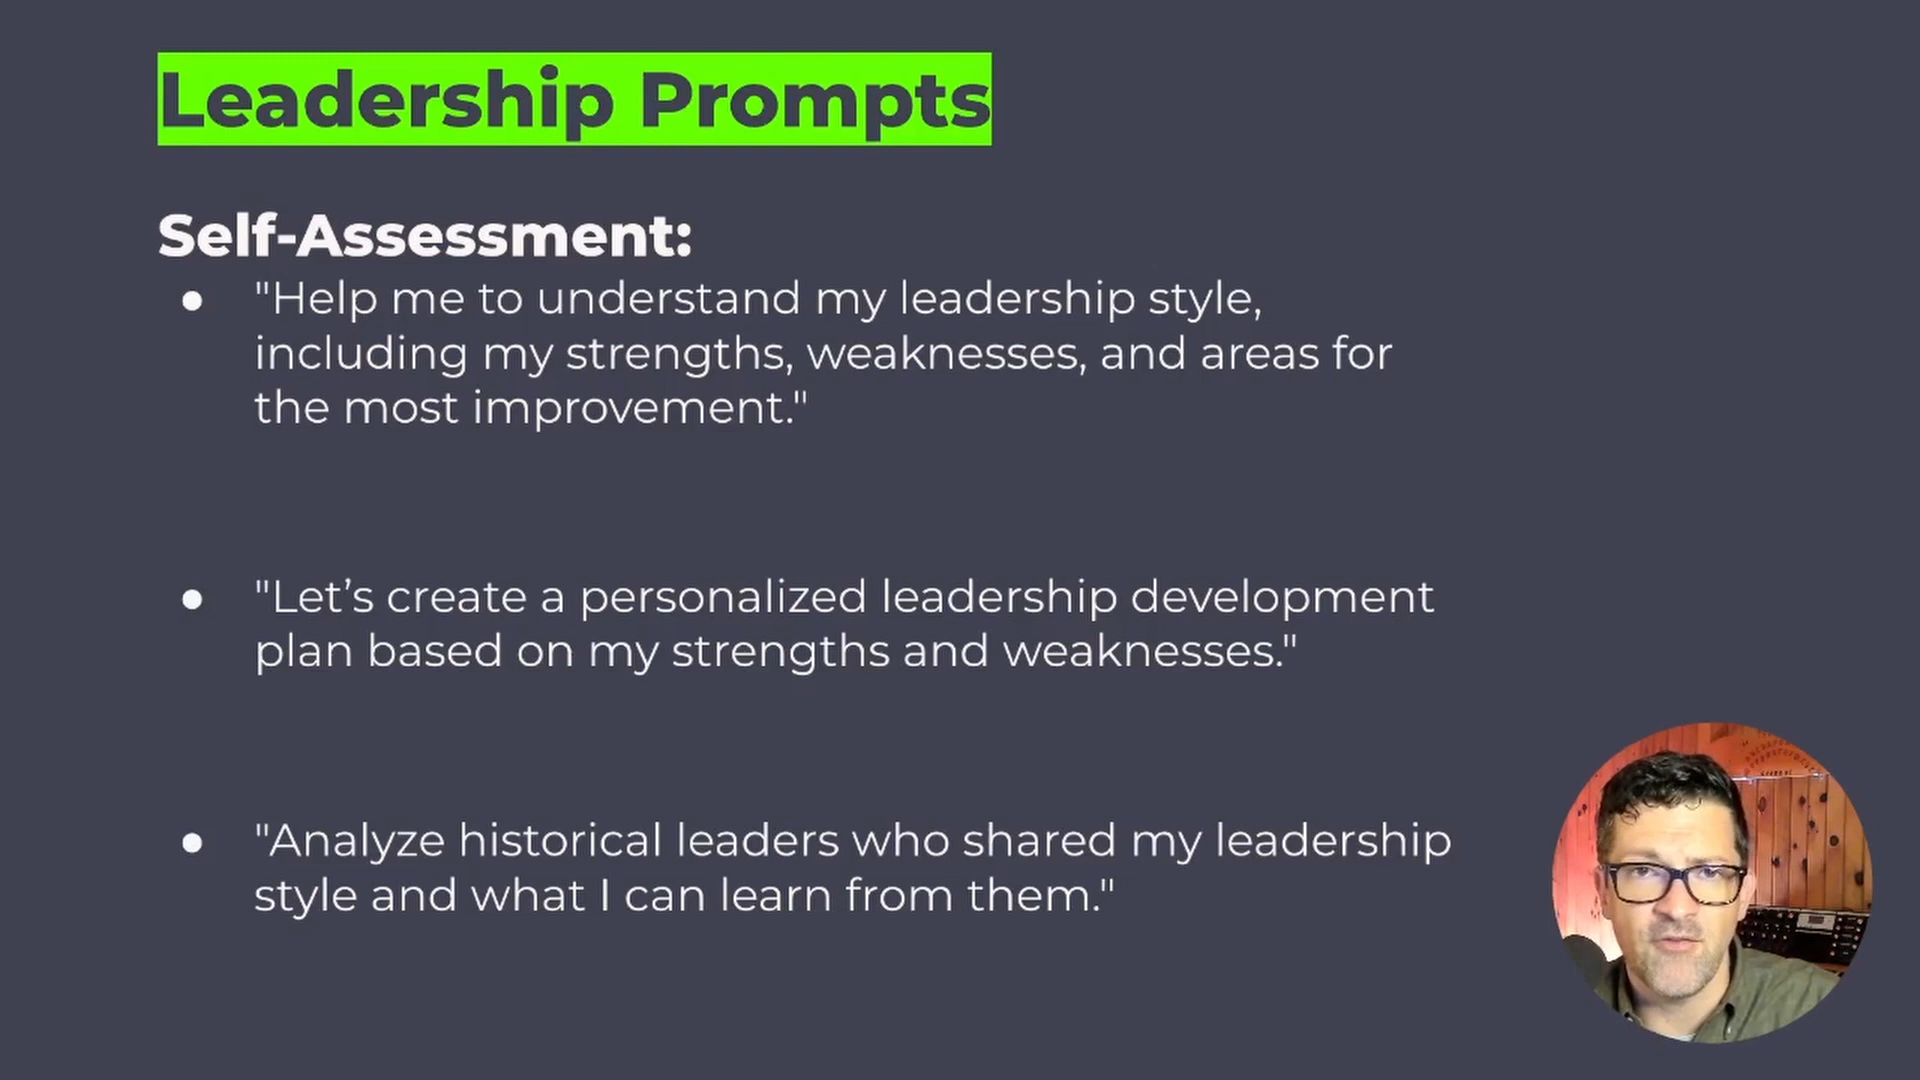 Leadership Prompts
Self-Assessment:
● "Help me to understand my leadership style,
including my strengths, weaknesses, and areas for
the most improvement."
● "Let’s create a personalized leadership development
plan based on my strengths and weaknesses."
● "Analyze historical leaders who shared my leadership
style and what I can learn from them."